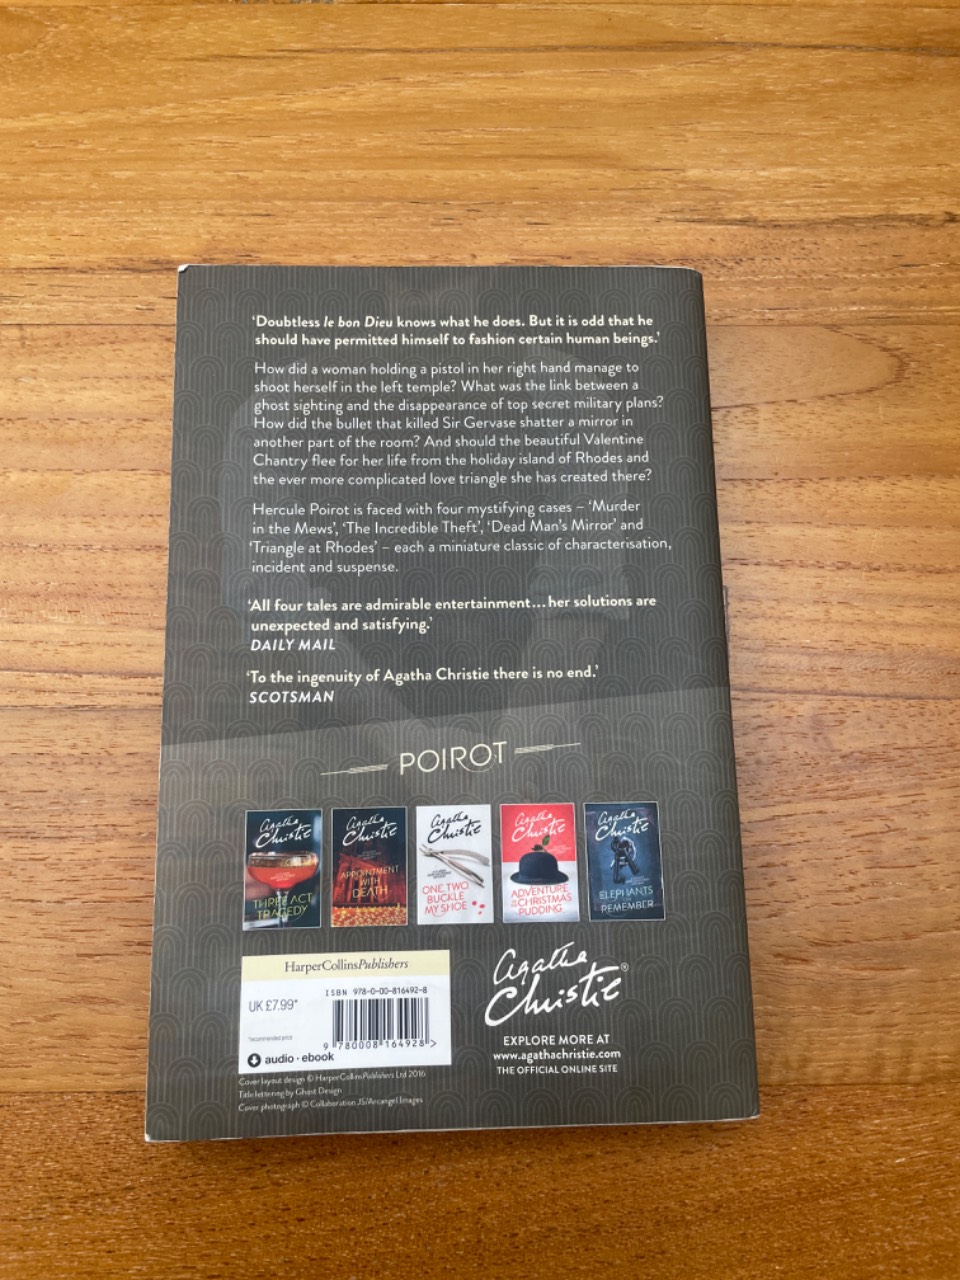 ‘Doubtless le bon Dieu knows what he does. But it is odd that he
should have permitted himself to fashion certain human beings.’
How did a woman holding a pistol in her right hand manage to
shoot herself in the left temple? What was the link between a
ghost sighting and the disappearance of top secret military plans?
How did the bullet that killed Sir Gervase shatter a mirror in
another part of the room? And should the beautiful Valentine
Chantry flee for her life from the holiday island of Rhodes and
the ever more complicated love triangle she has created there?
Hercule Poirot is faced with four mystifying cases – ‘Murder
in the Mews’, ‘The Incredible Theft’, ‘Dead Man’s Mirror’ and
‘Triangle at Rhodes’ – each a miniature classic of characterisation,
incident and suspense.
‘All four tales are admirable entertainment...her solutions are
unexpected and satisfying.’
DAILY MAIL
‘To the ingenuity of Agatha Christie there is no end.’
SCOTSMAN
POIROT
Agatha
Christie
THREE ACT
TRAGEDY
Agatha
Christie
APPOINTMENT
WITH
DEATH
Agatha
Christie
ONE, TWO
BUCKLE
MY SHOE
Agatha
Christie
ADVENTURE
CHRISTMAS
PUDDING
Agatha
Christie
ELEPHANTS
REMEMBER
HarperCollinsPublishers
ISBN 978-0-00-816492-8
UK £7.99*
*recommended price
9 780008 164928 >
audio · ebook
Cover layout design © HarperCollinsPublishers Ltd 2016
Title lettering by Ghost Design
Cover photograph © Collaboration JS/Arcangel Images
Agatha
Christie®
EXPLORE MORE AT
www.agathachristie.com
THE OFFICIAL ONLINE SITE